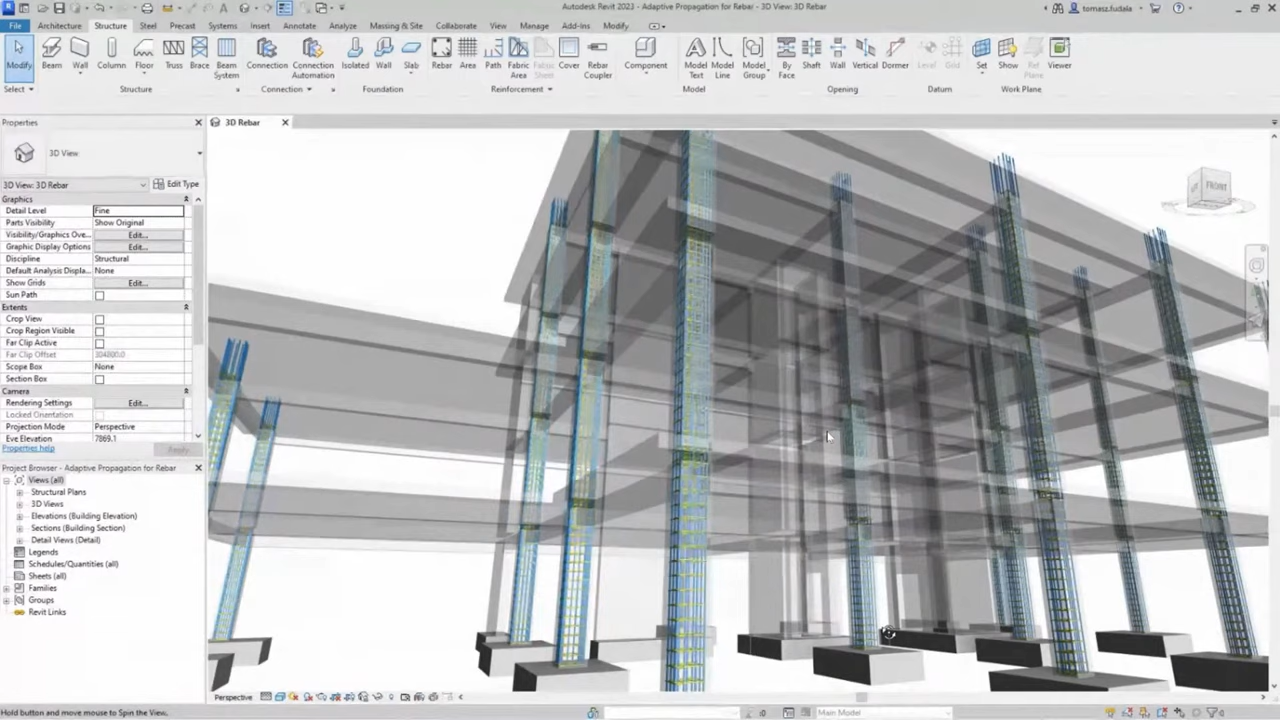 Autodesk Revit 2023 - Adaptive Propagation for Rebar - 3D View: 3D Rebar
tomasz.fudala
File Architecture Structure Steel Precast Systems Insert Annotate Analyze Massing & Site Collaborate View Manage Add-Ins Modify
Modify Beam Wall Column Floor Truss Brace Beam System Connection Connection Automation Isolated Wall Slab Rebar Area Path Fabric Area Fabric Sheet Cover Rebar Coupler Component Model Text Model Line Model Group By Face Shaft Wall Vertical Dormer Level Grid Set Show Ref Plane Viewer
Select Structure Connection Foundation Reinforcement Model Opening Datum Work Plane
Properties
3D Rebar
3D View
3D View: 3D Rebar
Edit Type
Graphics
Detail Level Fine
Parts Visibility Show Original
Visibility/Graphics Ove... Edit...
Graphic Display Options Edit...
Discipline Structural
Default Analysis Displa... None
Show Grids Edit...
Sun Path
Extents
Crop View
Crop Region Visible
Far Clip Active
Far Clip Offset 304800.0
Scope Box None
Section Box
Camera
Rendering Settings Edit...
Locked Orientation
Projection Mode Perspective
Eye Elevation 7869.1
Properties help
Apply
Project Browser - Adaptive Propagation for Rebar
Views (all)
Structural Plans
3D Views
Elevations (Building Elevation)
Sections (Building Section)
Detail Views (Detail)
Legends
Schedules/Quantities (all)
Sheets (all)
Families
Groups
Revit Links
FRONT
Perspective
Hold button and move mouse to Spin the View.
:0
Main Model
:0